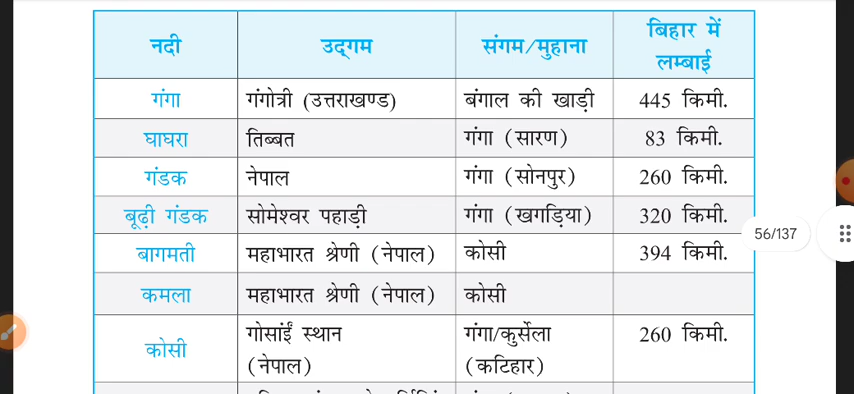 नदी उद्गम संगम/मुहाना बिहार में लम्बाई
गंगा गंगोत्री (उत्तराखण्ड) बंगाल की खाड़ी 445 किमी.
घाघरा तिब्बत गंगा (सारण) 83 किमी.
गंडक नेपाल गंगा (सोनपुर) 260 किमी.
बूढ़ी गंडक सोमेश्वर पहाड़ी गंगा (खगड़िया) 320 किमी.
56/137
बागमती महाभारत श्रेणी (नेपाल) कोसी 394 किमी.
कमला महाभारत श्रेणी (नेपाल) कोसी
कोसी गोसांईं स्थान (नेपाल) गंगा/कुर्सेला (कटिहार) 260 किमी.